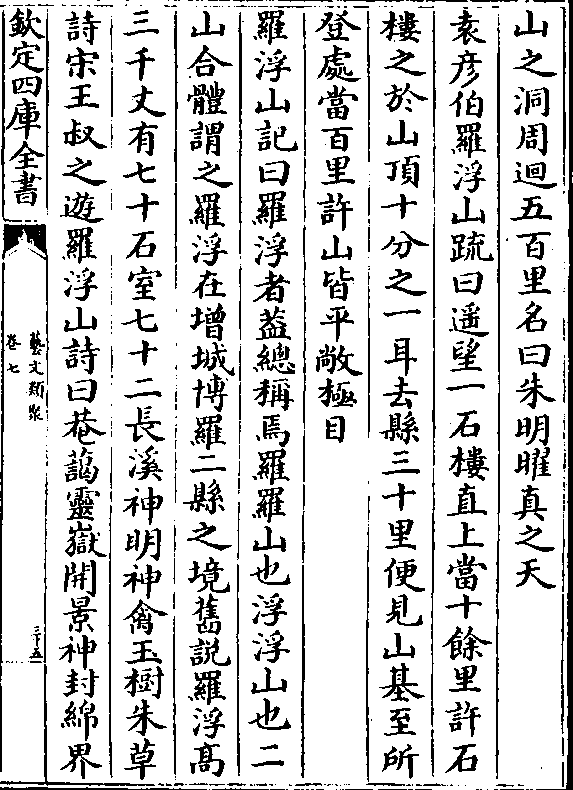 山之洞周迴五百里名曰朱明曜真之天
袁彦伯羅浮山疏曰遥望一石樓直上當十餘里許石
樓之於山頂十分之一耳去縣三十里便見山基至所
登處當百里許山皆平敞極目
羅浮山記曰羅浮者葢總稱焉羅羅山也浮浮山也二
山合體謂之羅浮在增城博羅二縣之境舊説羅浮髙
三千丈有七十石室七十二長溪神明神禽玉樹朱草
詩宋王叔之遊羅浮山詩曰菴藹靈嶽開景神封綿界
欽定四庫全書
藝文類聚
卷七
三十五